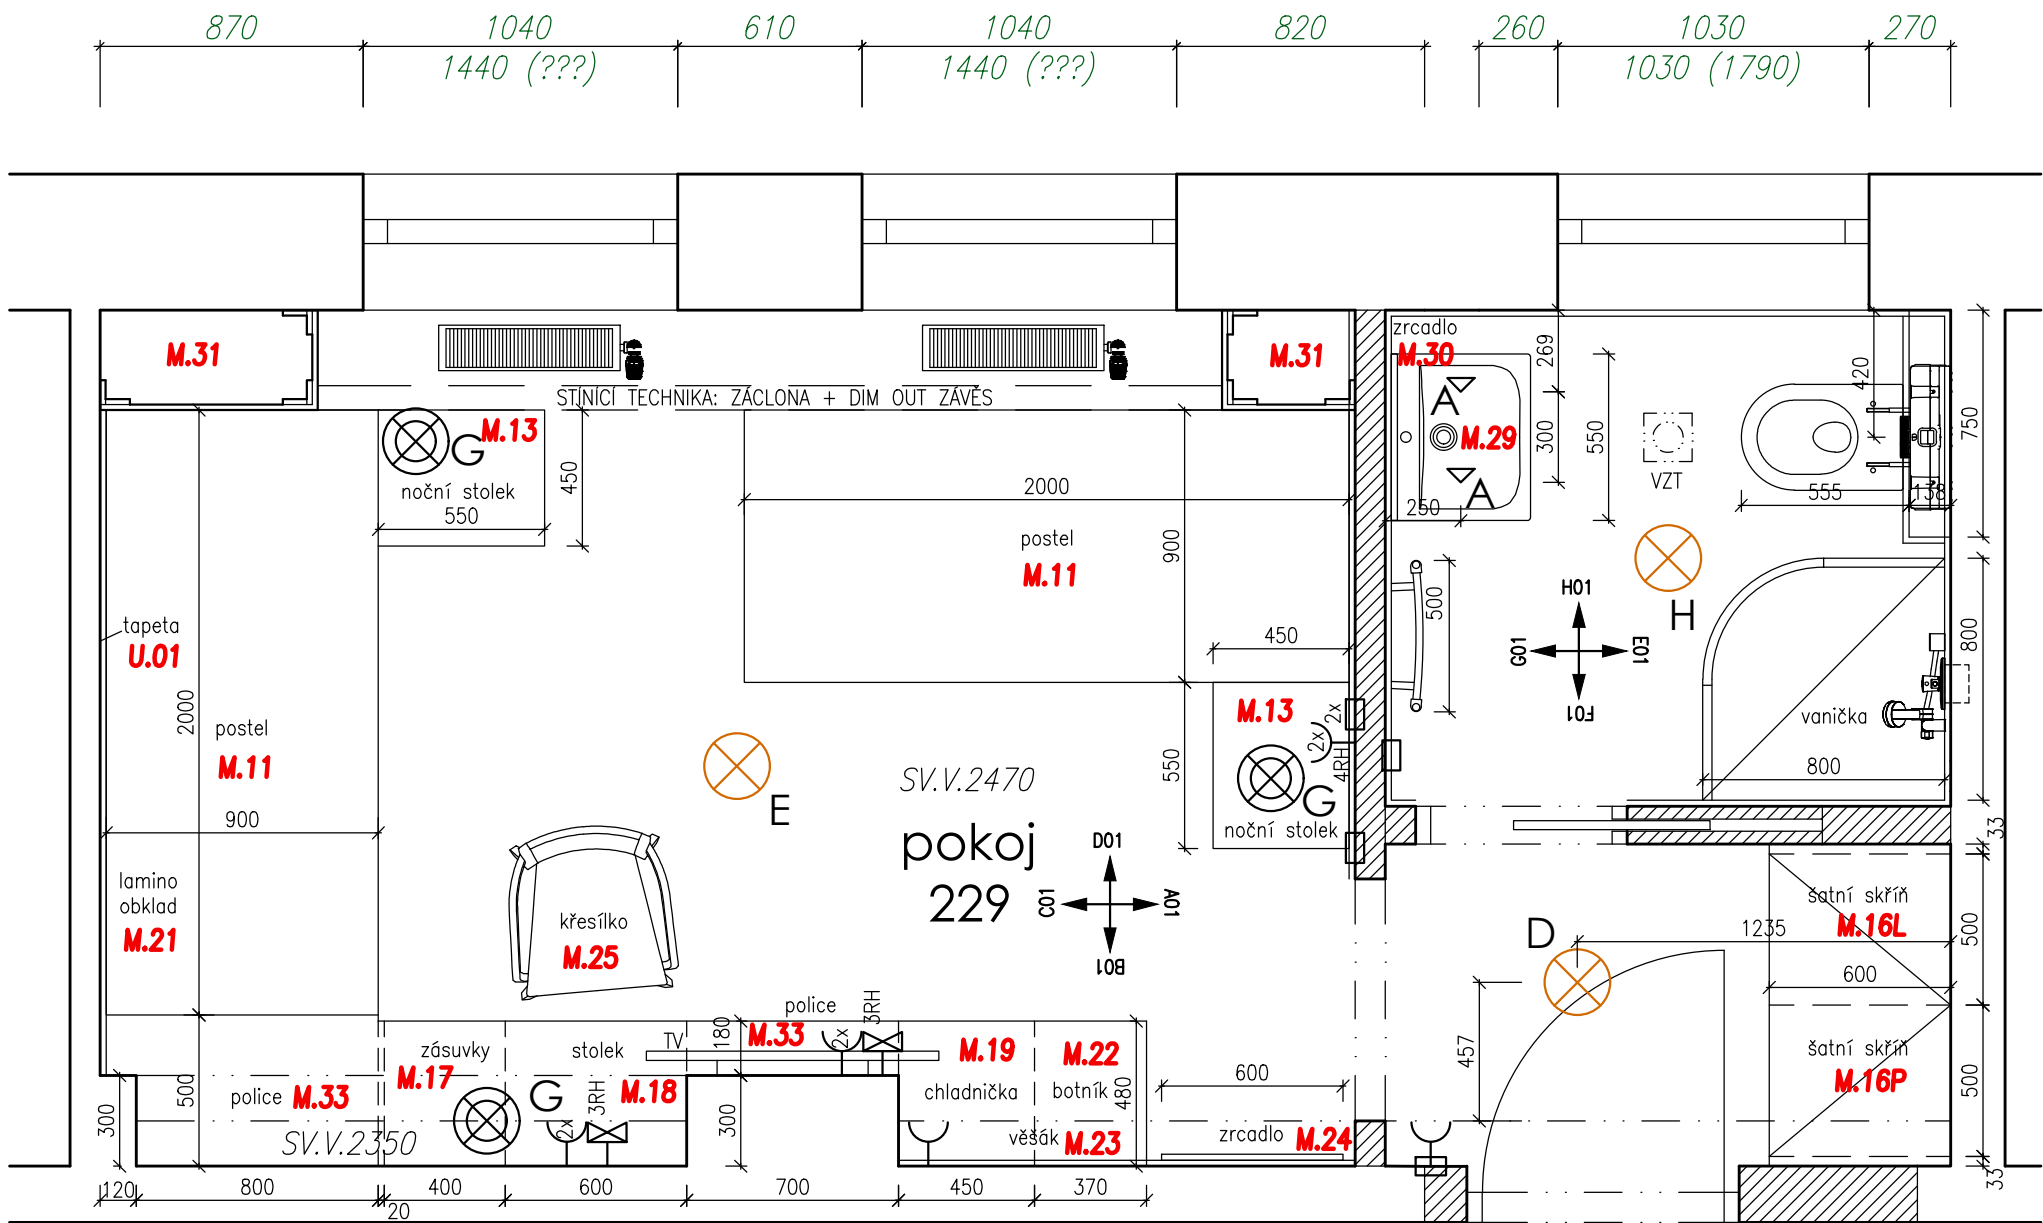 870 1040 610 1040 820 260 1030 270
1440 (???) 1440 (???) 1030 (1790)
M.31
M.31
zrcadlo
M.30
269
420
STÍNÍCÍ TECHNIKA: ZÁCLONA + DIM OUT ZÁVĚS
A
M.13
G
noční stolek
550
450
M.29
300
550
750
A
VZT
250
555
138
2000
postel
M.11
900
500
H
H01
G01
E01
F01
800
tapeta
U.01
450
2000
postel
M.11
M.13
2x
2x
4RH
550
G
noční stolek
vanička
800
E
SV.V.2470
900
pokoj
229
D01
C01
A01
B01
33
lamino
obklad
M.21
křesílko
M.25
šatní skříň
M.16L
500
D
1235
600
457
police
M.33
180
TV
2x
3RH
zásuvky
M.17
stolek
M.18
M.19
chladnička
M.22
botník
480
600
šatní skříň
M.16P
500
300
500
police
M.33
G
2x
3RH
300
SV.V.2350
věšák
M.23
zrcadlo
M.24
33
120 800 400 600 700 450 370
20